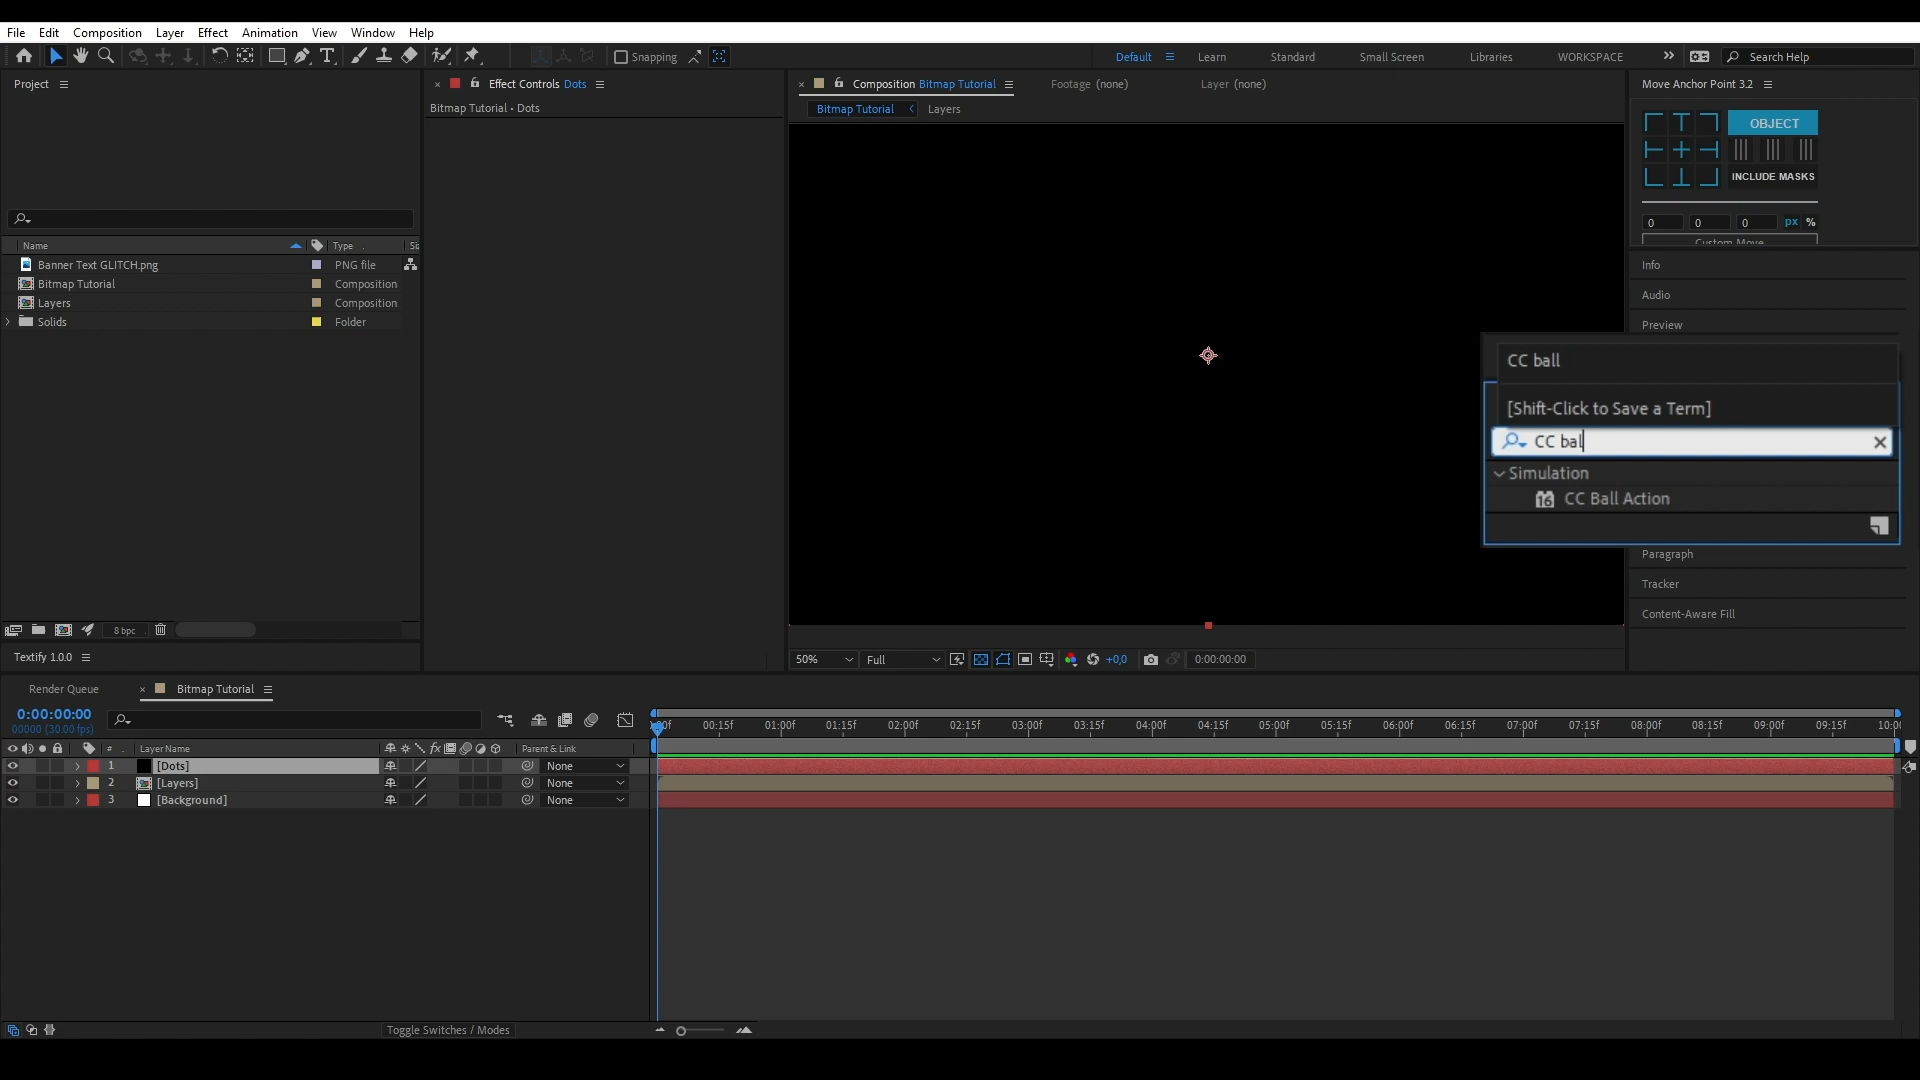 File Edit Composition Layer Effect Animation View Window Help
Snapping
Default Learn Standard Small Screen Libraries WORKSPACE Search Help
Project
Effect Controls Dots
Bitmap Tutorial • Dots
Composition Bitmap Tutorial
Footage (none)
Layer (none)
Bitmap Tutorial
Layers
Move Anchor Point 3.2
OBJECT
INCLUDE MASKS
0 0 0 px %
Custom Move
Name Type
Banner Text GLITCH.png PNG file
Bitmap Tutorial Composition
Layers Composition
Solids Folder
Info
Audio
Preview
CC ball
[Shift-Click to Save a Term]
CC bal
Simulation
16 CC Ball Action
Paragraph
Tracker
Content-Aware Fill
8 bpc
Textify 1.0.0
50% Full +0,0 0:00:00:00
Render Queue Bitmap Tutorial
0:00:00:00
00000 (30.00 fps)
00:15f 01:00f 01:15f 02:00f 02:15f 03:00f 03:15f 04:00f 04:15f 05:00f 05:15f 06:00f 06:15f 07:00f 07:15f 08:00f 08:15f 09:00f 09:15f
# Layer Name fx Parent & Link
1 [Dots] None
2 [Layers] None
3 [Background] None
Toggle Switches / Modes